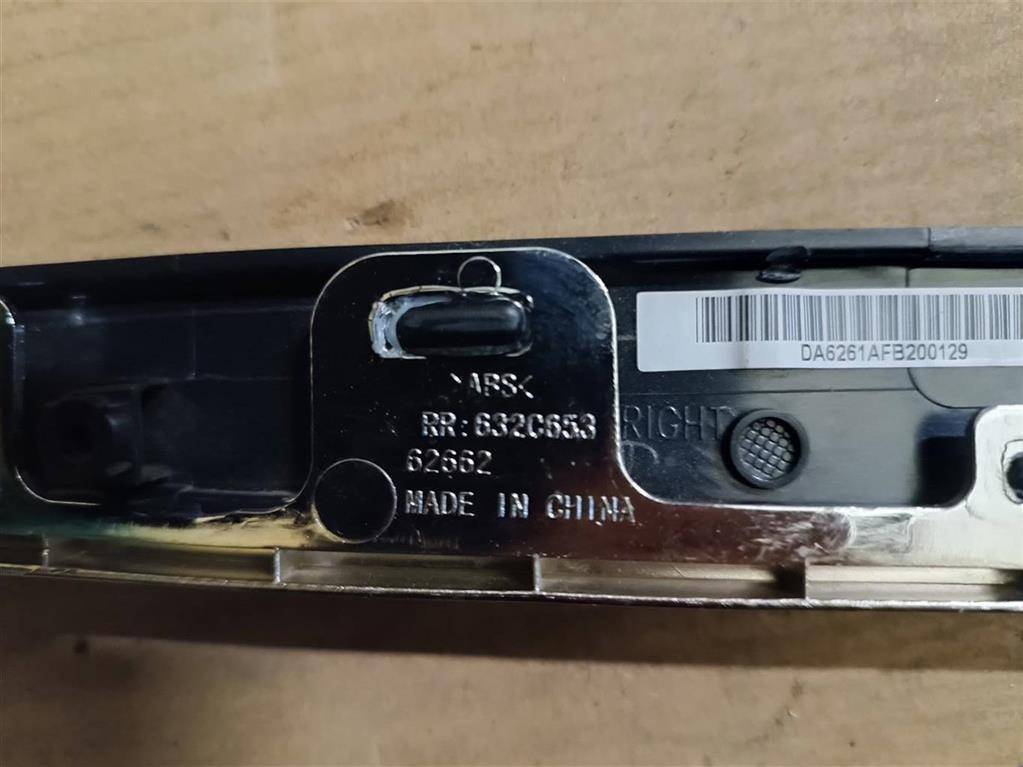 DA6261AFB200129
>ABS<
RR:632C653
RIGHT
62662
MADE IN CHINA